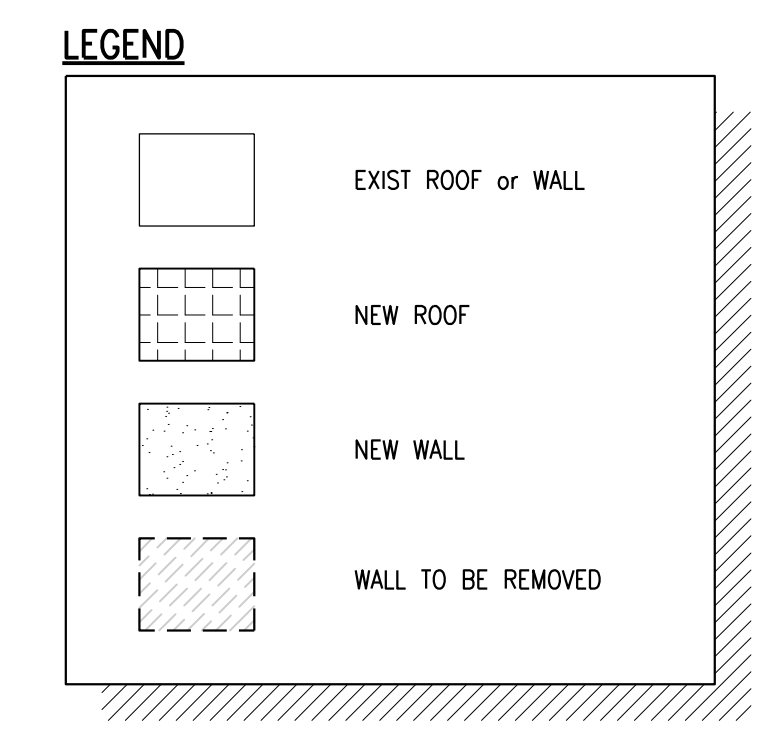 LEGEND
EXIST ROOF or WALL
NEW ROOF
NEW WALL
WALL TO BE REMOVED